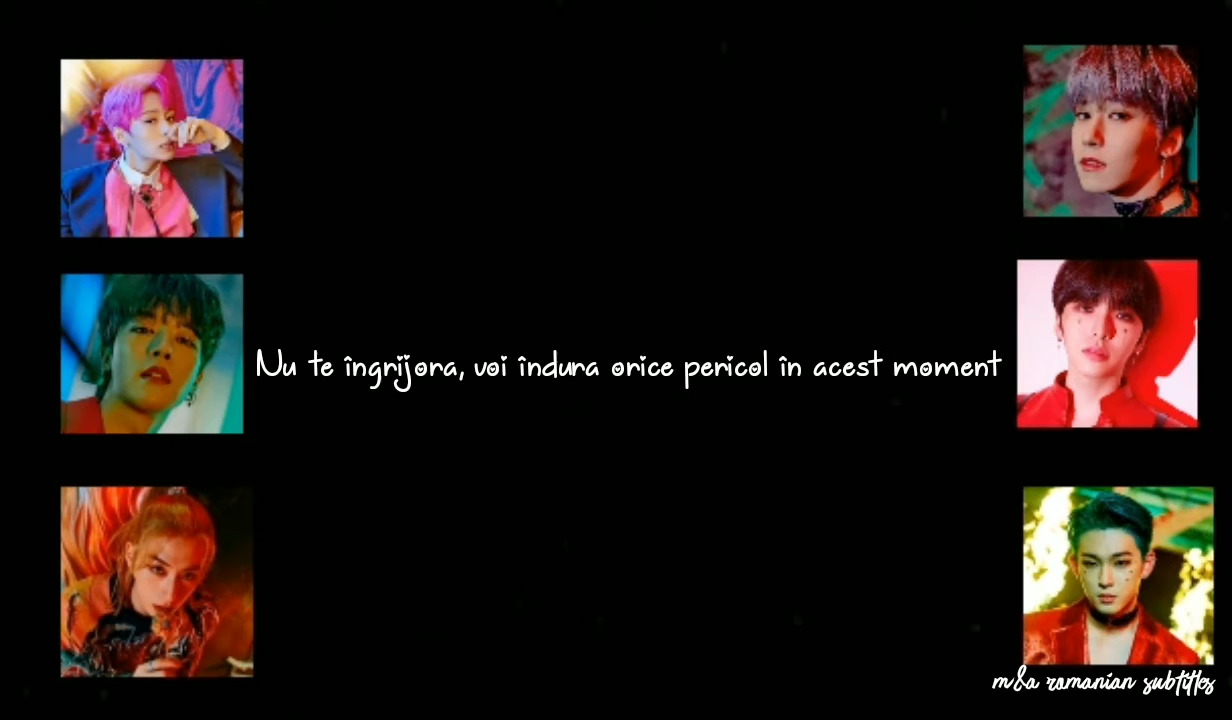 Nu te îngrijora, voi îndura orice pericol în acest moment
m&a romanian subtitles